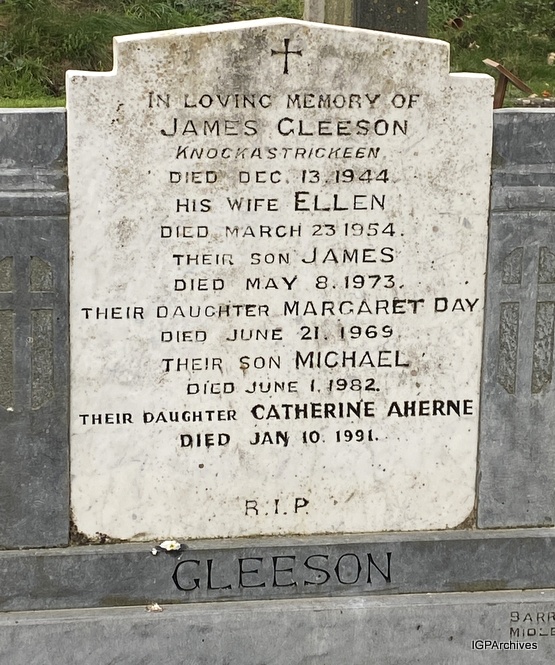 IN LOVING MEMORY OF
JAMES GLEESON
KNOCKASTRICKEEN
DIED DEC. 13. 1944.
HIS WIFE ELLEN
DIED MARCH 23 1954.
THEIR SON JAMES
DIED MAY 8. 1973.
THEIR DAUGHTER MARGARET DAY
DIED JUNE 21. 1969
THEIR SON MICHAEL
DIED JUNE 1. 1982.
THEIR DAUGHTER CATHERINE AHERNE
DIED JAN 10. 1991.
R.I.P
GLEESON
IGPArchives